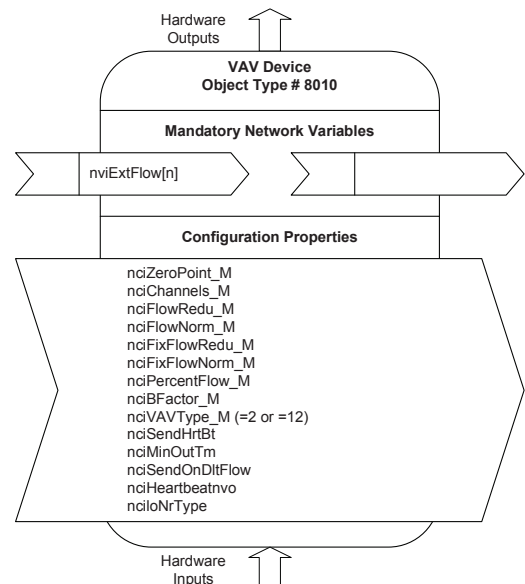 Hardware
Outputs
VAV Device
Object Type # 8010
Mandatory Network Variables
nviExtFlow[n]
Configuration Properties
nciZeroPoint_M
nciChannels_M
nciFlowRedu_M
nciFlowNorm_M
nciFixFlowRedu_M
nciFixFlowNorm_M
nciPercentFlow_M
nciBFactor_M
nciVAVType_M (=2 or =12)
nciSendHrtBt
nciMinOutTm
nciSendOnDltFlow
nciHeartbeatnvo
nciIoNrType
Hardware
Inputs